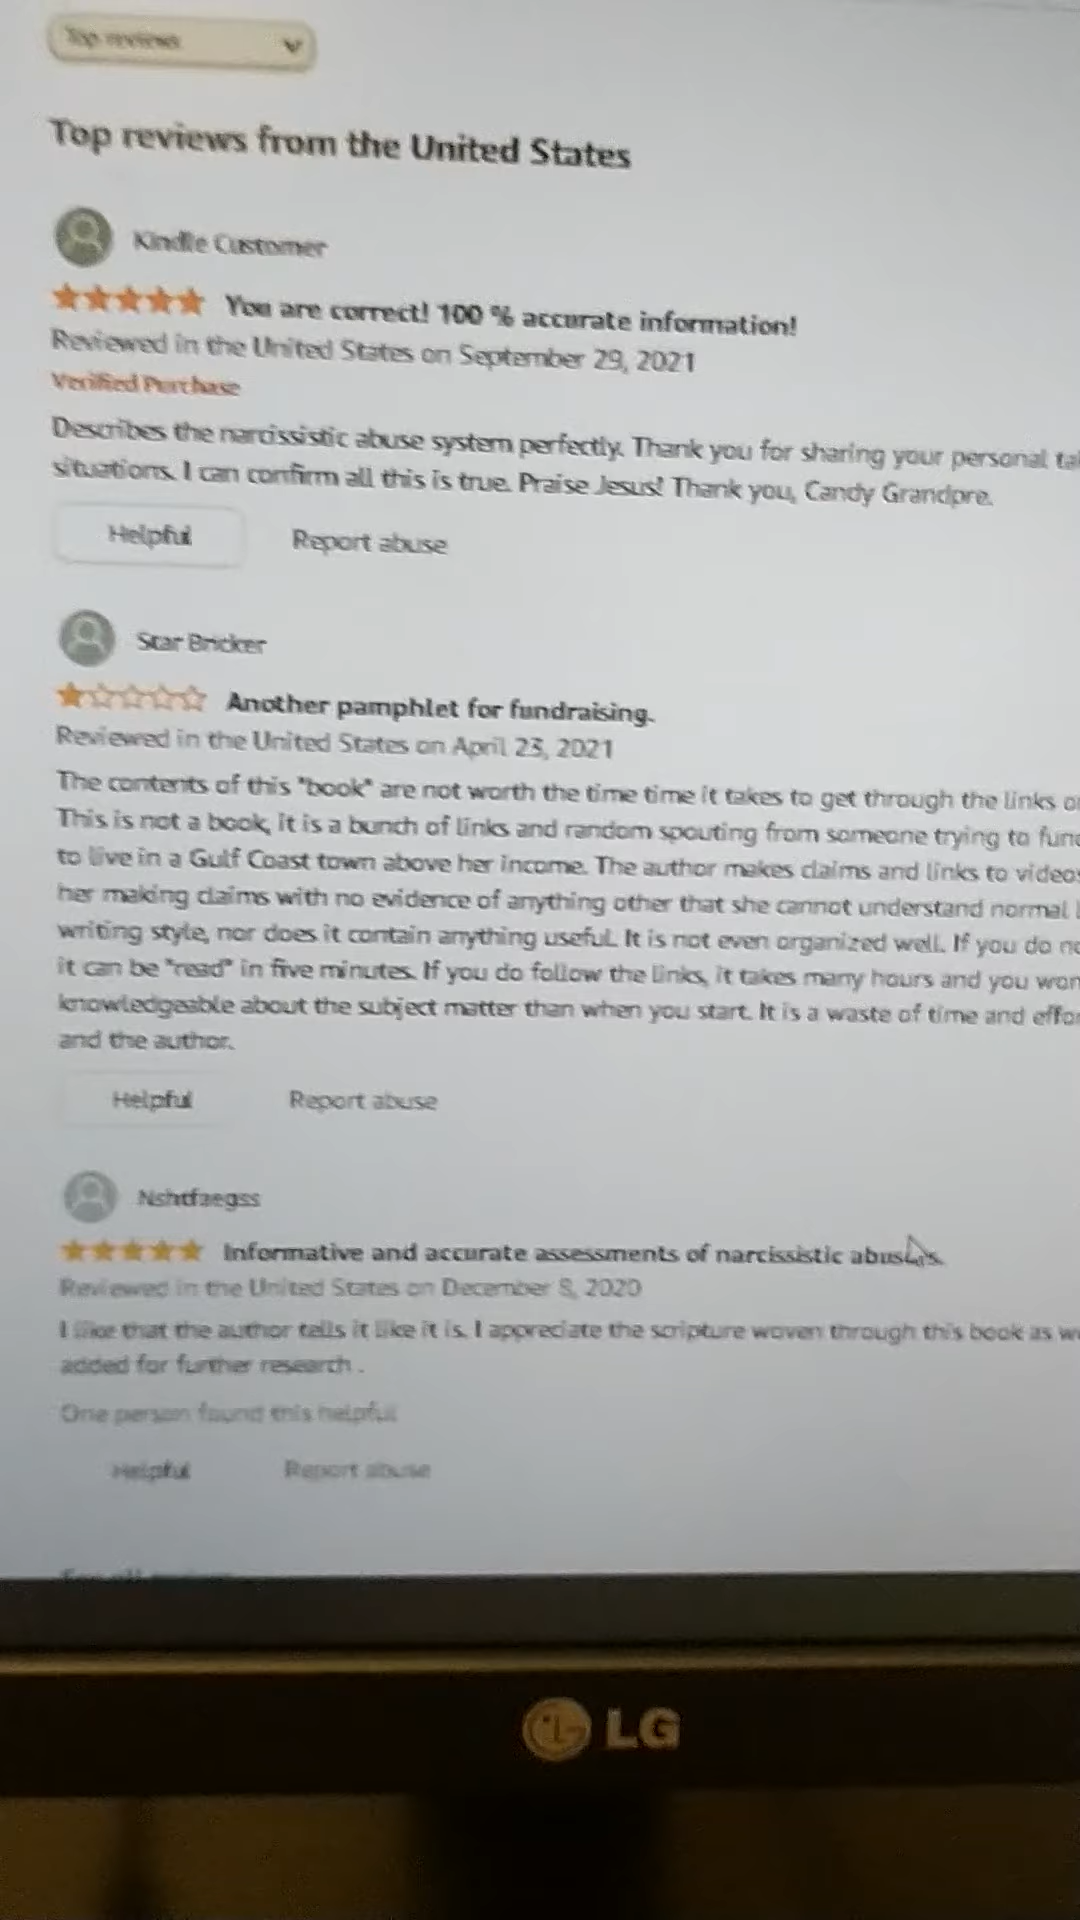 Top reviews
Top reviews from the United States
Kindle Customer
You are correct! 100 % accurate information!
Reviewed in the United States on September 29, 2021
Verified Purchase
Describes the narcissistic abuse system perfectly. Thank you for sharing your personal
situations. I can confirm all this is true. Praise Jesus! Thank you, Candy Grandpre.
Helpful
Report abuse
Star Bricker
Another pamphlet for fundraising.
Reviewed in the United States on April 23, 2021
The contents of this "book" are not worth the time time it takes to get through the links
This is not a book, it is a bunch of links and random spouting from someone trying to
to live in a Gulf Coast town above her income. The author makes claims and links to videos
her making claims with no evidence of anything other that she cannot understand normal
writing style, nor does it contain anything useful. It is not even organized well. If you do
it can be "read" in five minutes. If you do follow the links, it takes many hours and you
knowledgeable about the subject matter than when you start. It is a waste of time and
and the author.
Helpful
Report abuse
Nshtfaegss
Informative and accurate assessments of narcissistic abusers.
Reviewed in the United States on December 8, 2020
I like that the author tells it like it is. I appreciate the scripture woven through this book as
added for further research .
One person found this helpful
Helpful
Report abuse
LG